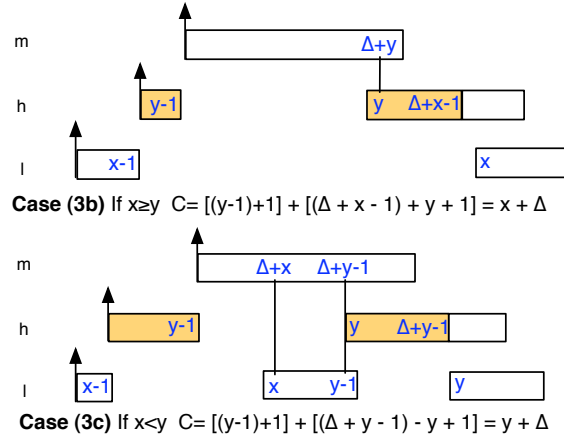 m Δ+y
h y-1 y Δ+x-1
l x-1 x
Case (3b) If x≥y C= [(y-1)+1] + [(Δ + x - 1) + y + 1] = x + Δ
m Δ+x Δ+y-1
h y-1 y Δ+y-1
l x-1 x y-1 y
Case (3c) If x<y C= [(y-1)+1] + [(Δ + y - 1) - y + 1] = y + Δ